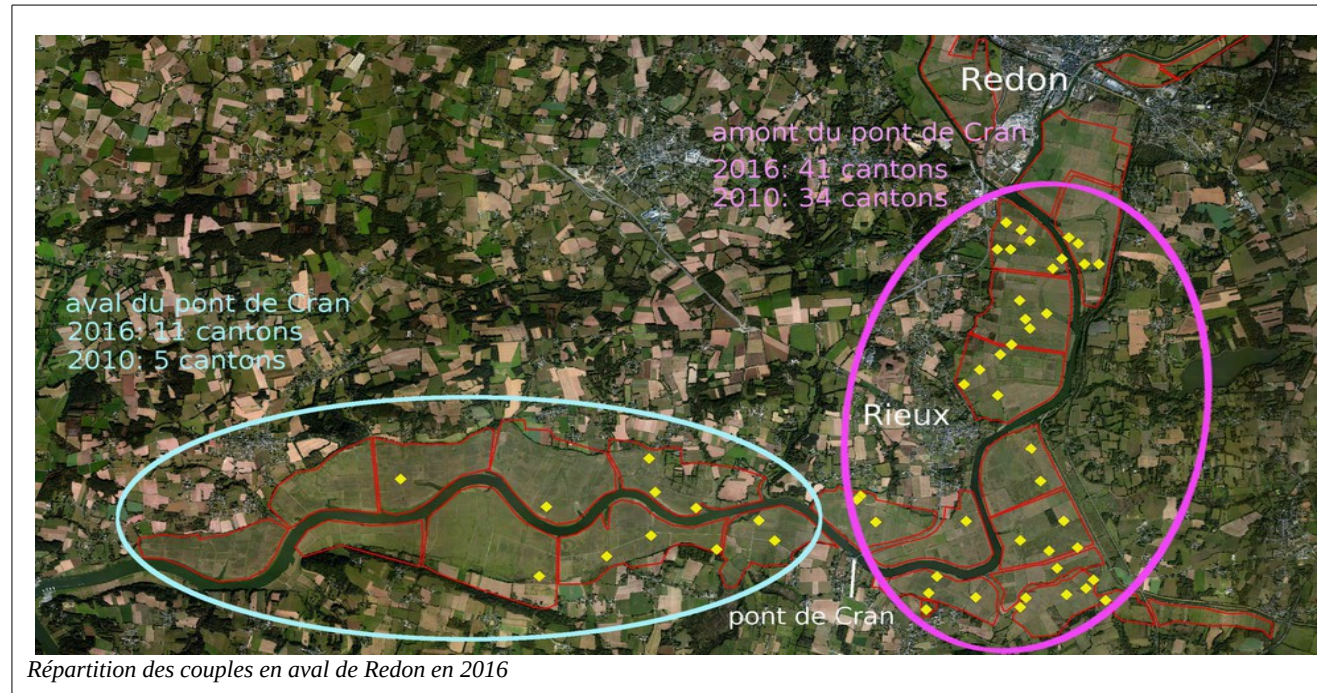 Redon
amont du pont de Cran
2016: 41 cantons
2010: 34 cantons
aval du pont de Cran
2016: 11 cantons
2010: 5 cantons
Rieux
pont de Cran
Répartition des couples en aval de Redon en 2016